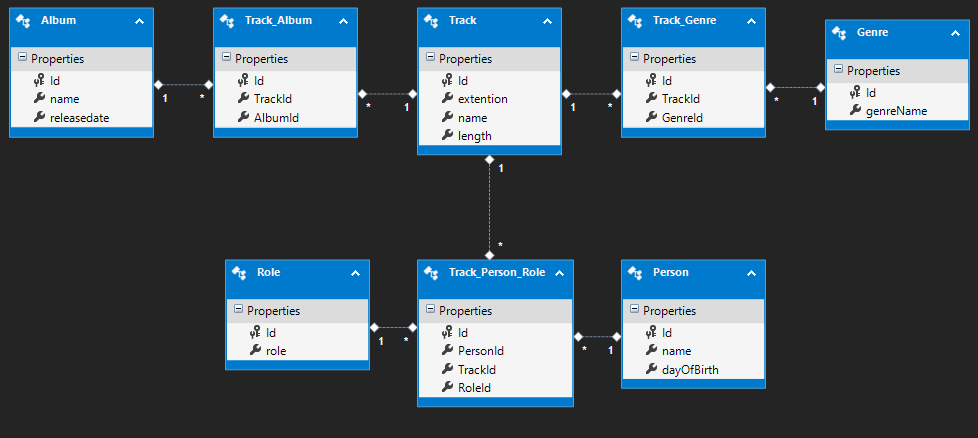 Album
Properties
Id
name
releasedate
1
*
Track_Album
Properties
Id
TrackId
AlbumId
*
1
Track
Properties
Id
extention
name
length
1
*
Track_Genre
Properties
Id
TrackId
GenreId
*
1
Genre
Properties
Id
genreName
1
*
Role
Properties
Id
role
1
*
Track_Person_Role
Properties
Id
PersonId
TrackId
RoleId
*
1
Person
Properties
Id
name
dayOfBirth